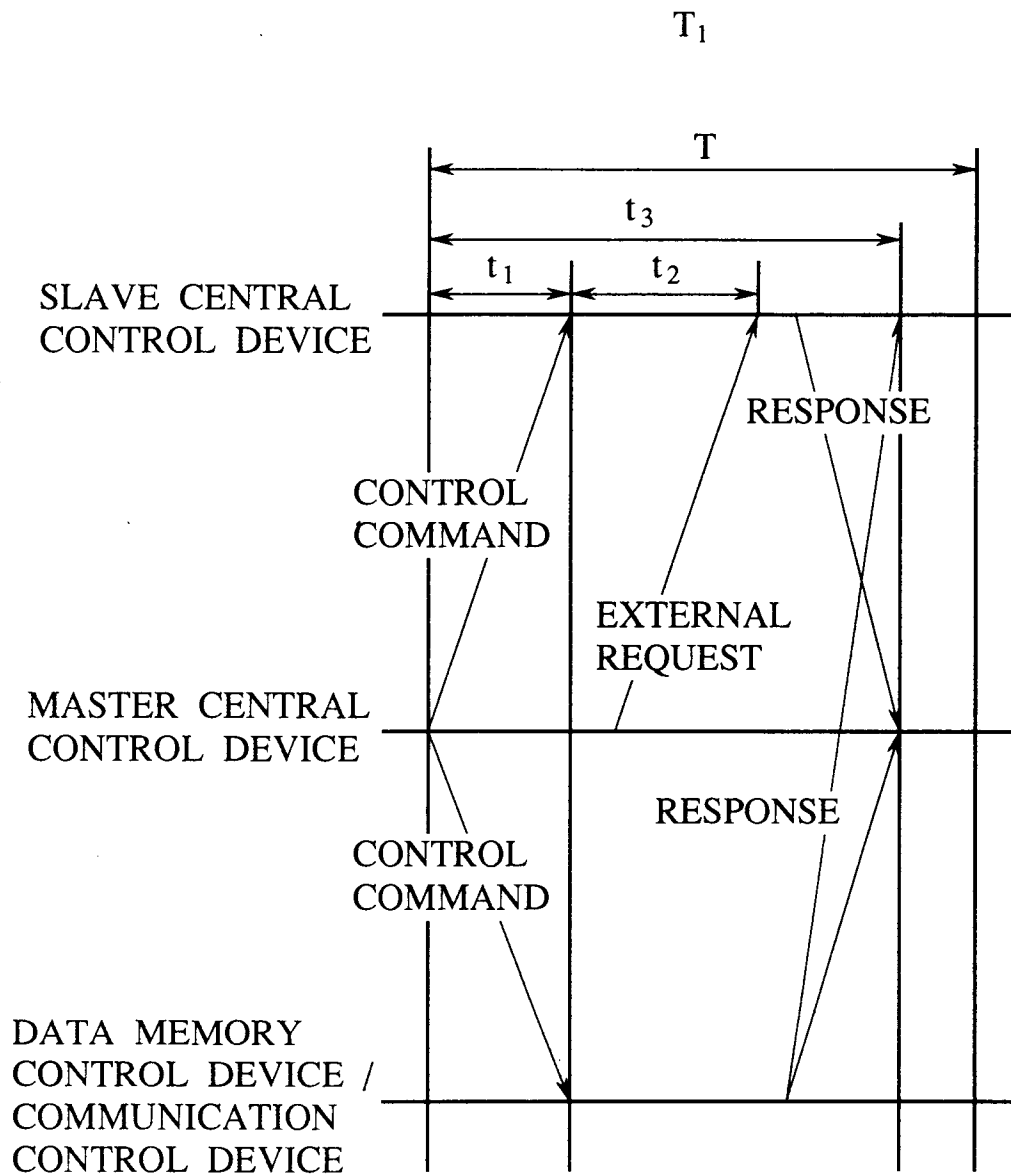 T1
T
t3
t1
t2
SLAVE CENTRAL
CONTROL DEVICE
RESPONSE
CONTROL
COMMAND
EXTERNAL
REQUEST
MASTER CENTRAL
CONTROL DEVICE
RESPONSE
CONTROL
COMMAND
DATA MEMORY
CONTROL DEVICE /
COMMUNICATION
CONTROL DEVICE